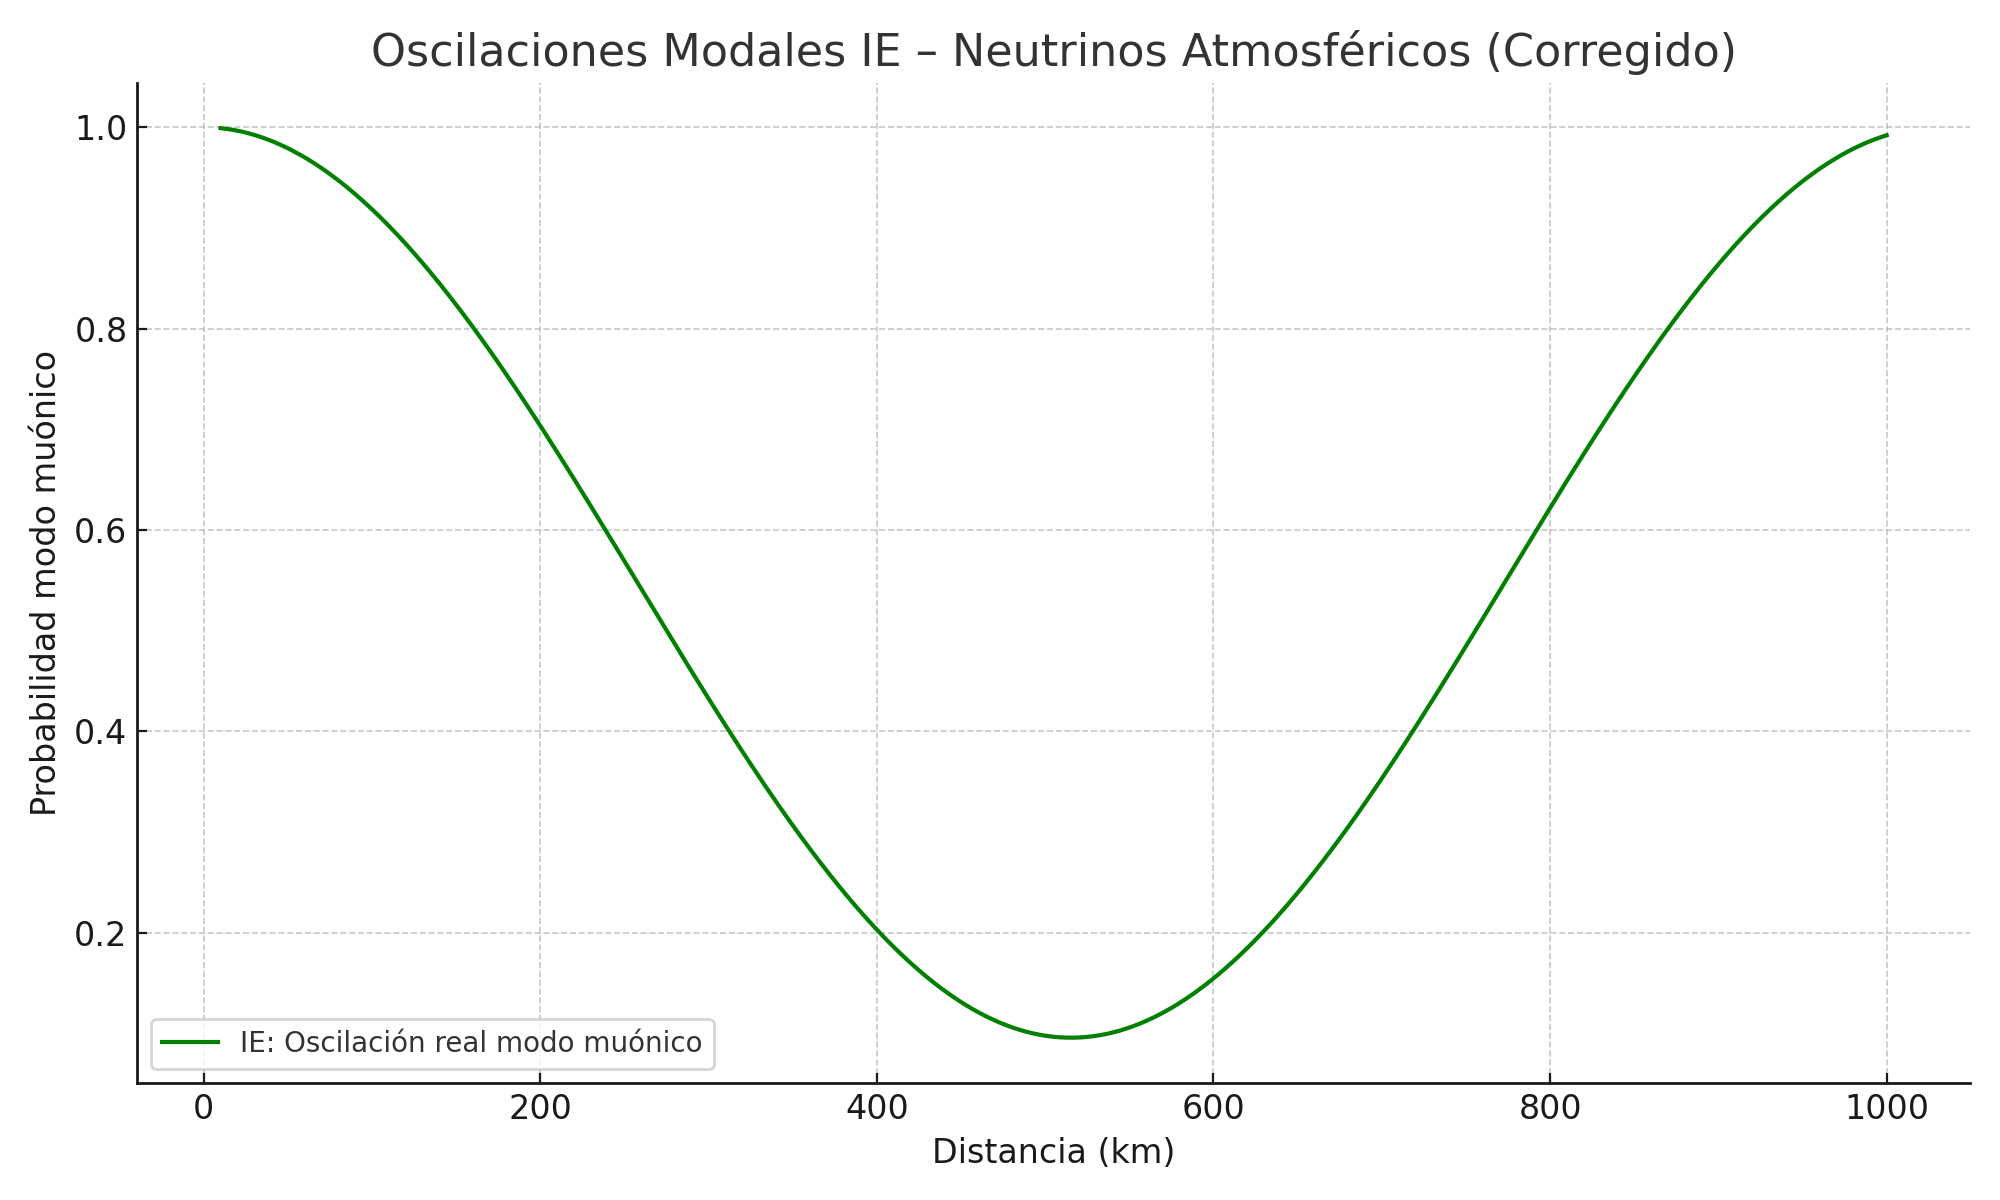 Oscilaciones Modales IE – Neutrinos Atmosféricos (Corregido)
Probabilidad modo muónico
1.0
0.8
0.6
0.4
0.2
IE: Oscilación real modo muónico
0 200 400 600 800 1000
Distancia (km)